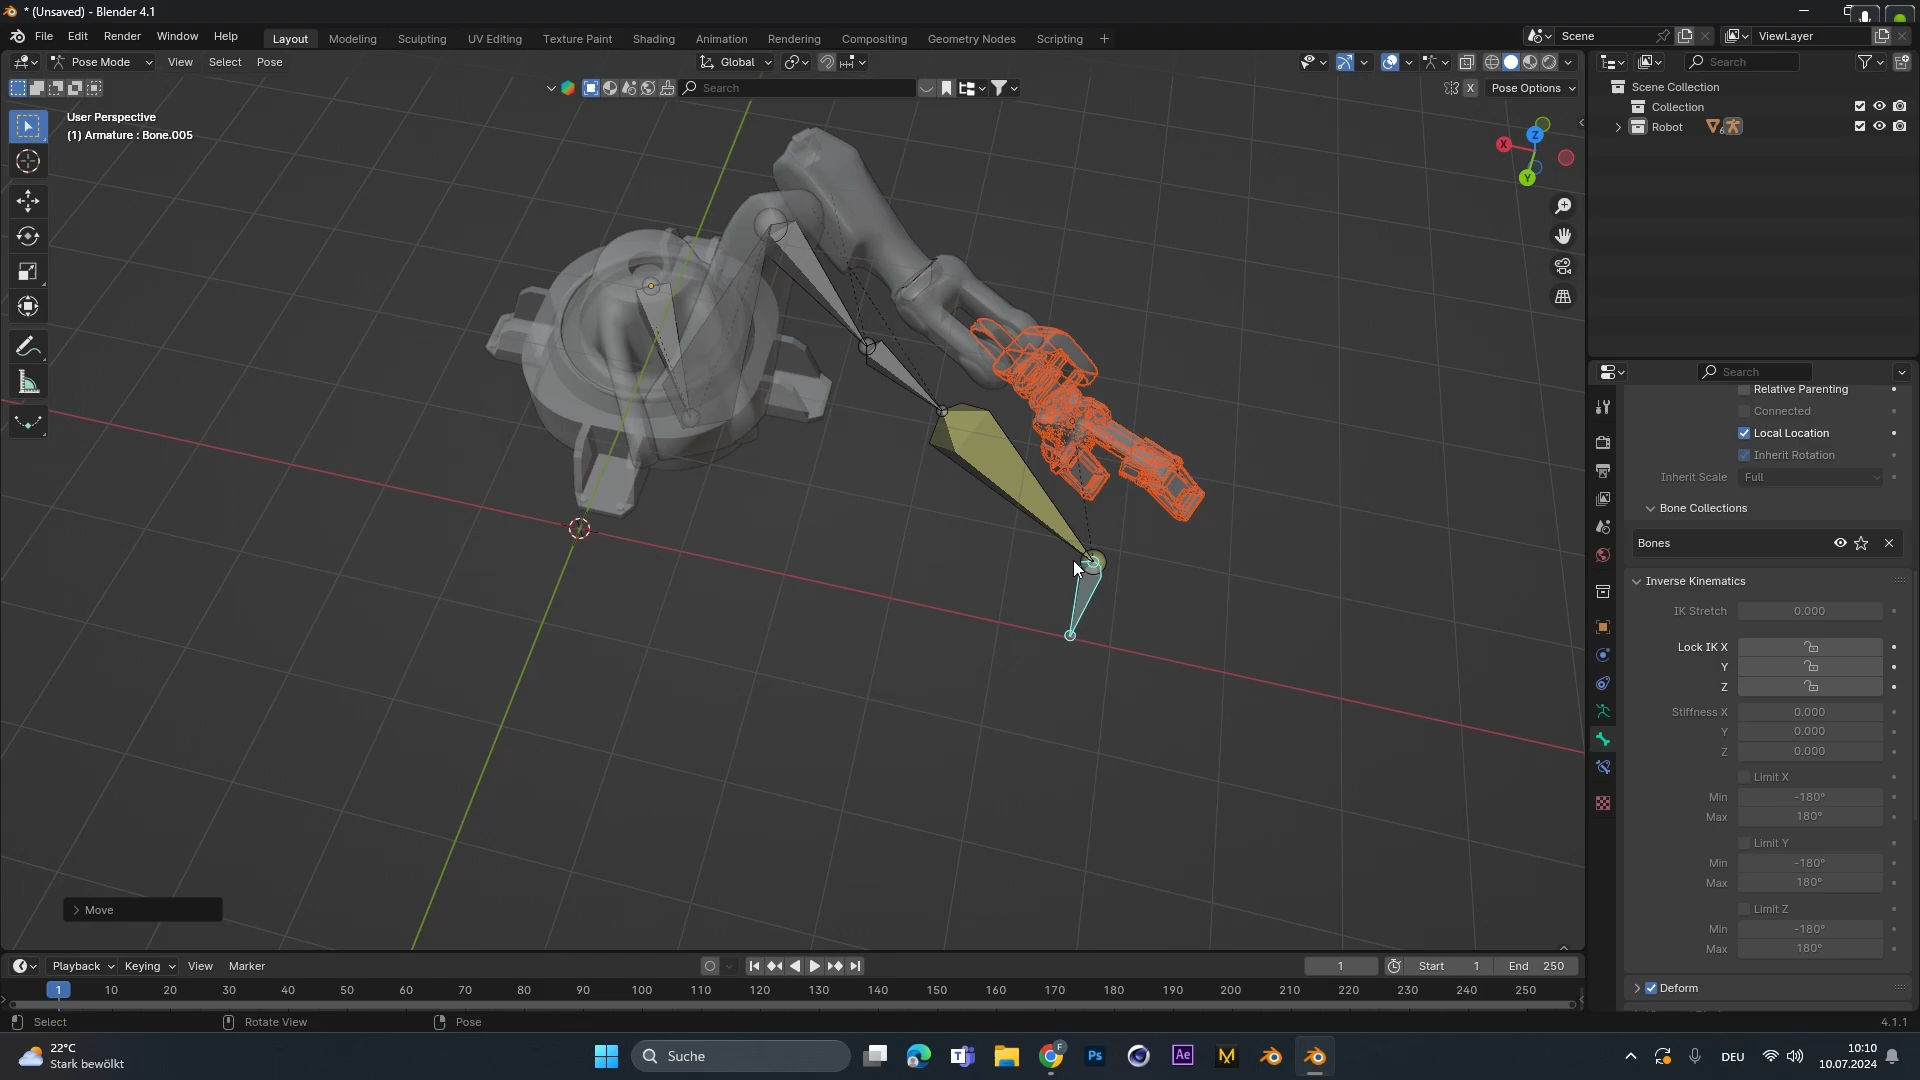 * (Unsaved) - Blender 4.1
File Edit Render Window Help
Layout Modeling Sculpting UV Editing Texture Paint Shading Animation Rendering Compositing Geometry Nodes Scripting +
Scene
ViewLayer
Pose Mode View Select Pose
Global
Search
Search
Pose Options
X
User Perspective
(1) Armature : Bone.005
Scene Collection
Collection
Robot
X
Y
Z
Search
Relative Parenting
Connected
Local Location
Inherit Rotation
Inherit Scale Full
Bone Collections
Bones
Inverse Kinematics
IK Stretch 0.000
Lock IK X
Y
Z
Stiffness X 0.000
Y 0.000
Z 0.000
Limit X
Min -180°
Max 180°
Limit Y
Min -180°
Max 180°
Limit Z
Min -180°
Max 180°
Deform
Move
Playback Keying View Marker
1
Start 1 End 250
1 10 20 30 40 50 60 70 80 90 100 110 120 130 140 150 160 170 180 190 200 210 220 230 240 250
Select Rotate View Pose
4.1.1
22°C
Stark bewölkt
Suche
F
Ps
Ae
M
DEU
10:10
10.07.2024